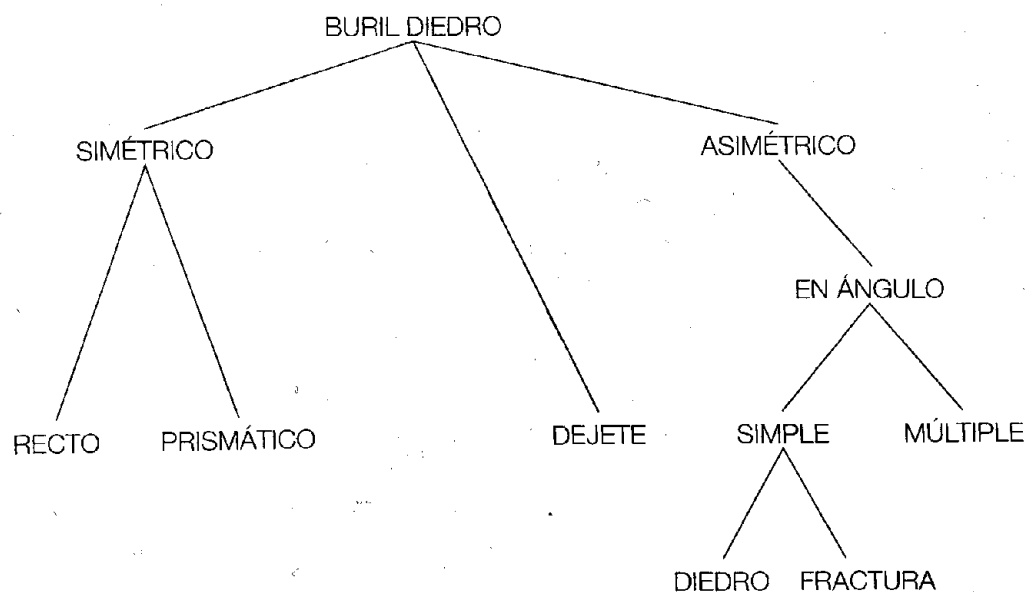 BURIL DIEDRO
SIMÉTRICO ASIMÉTRICO
EN ÁNGULO
RECTO PRISMÁTICO DEJETE SIMPLE MÚLTIPLE
DIEDRO FRACTURA